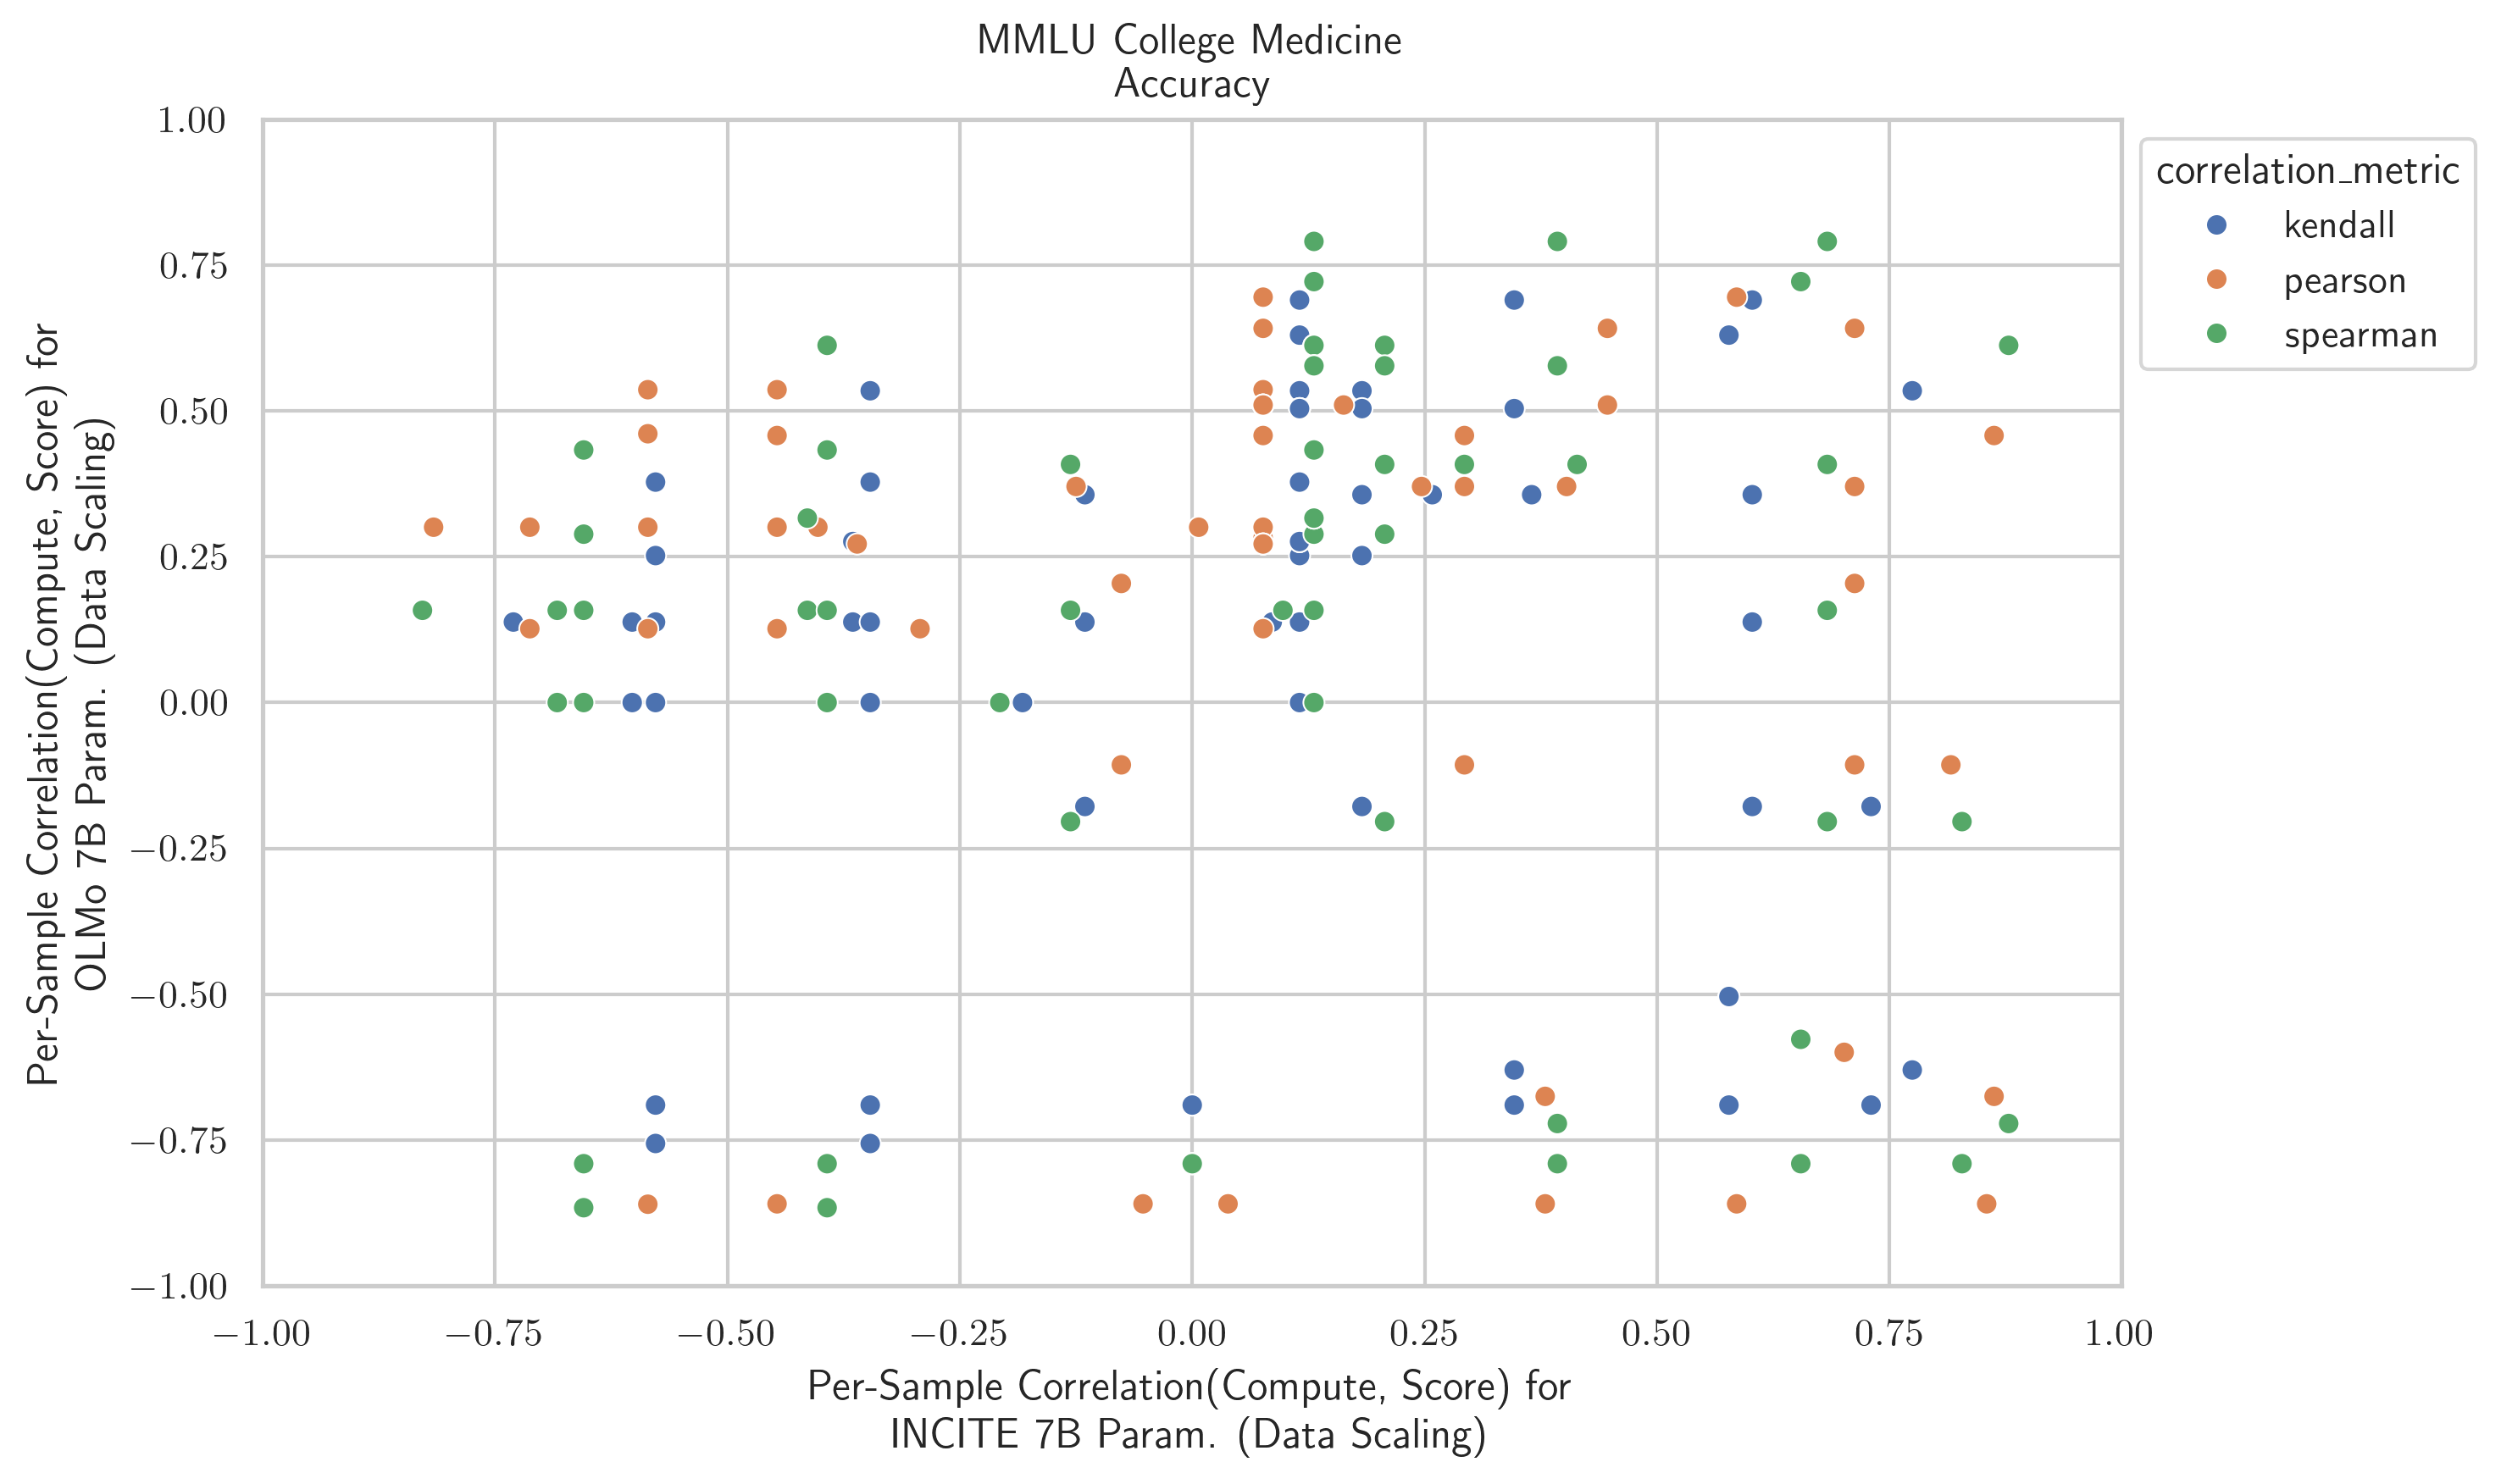 MMLU College Medicine
Accuracy
1.00
0.75
0.50
0.25
0.00
−0.25
−0.50
−0.75
−1.00
Per-Sample Correlation(Compute, Score) for
OLMo 7B Param. (Data Scaling)
correlation_metric
kendall
pearson
spearman
−1.00 −0.75 −0.50 −0.25 0.00 0.25 0.50 0.75 1.00
Per-Sample Correlation(Compute, Score) for
INCITE 7B Param. (Data Scaling)